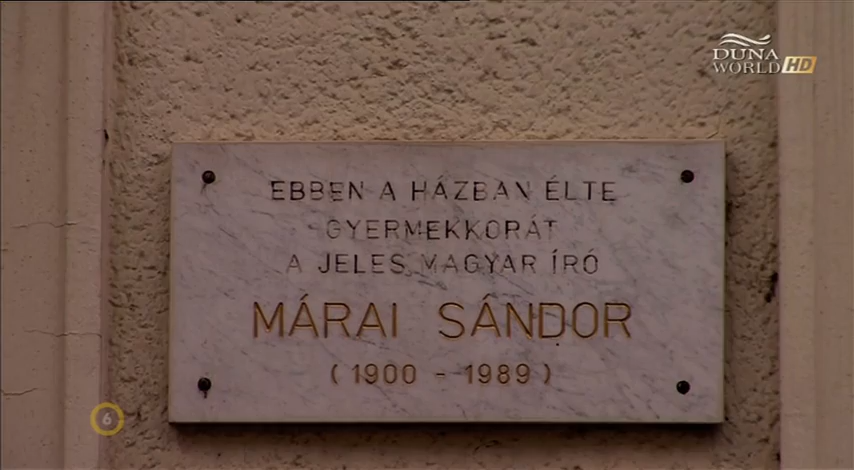 DUNA
WORLD HD
EBBEN A HÁZBAN ÉLTE
GYERMEKKORÁT
A JELES MAGYAR ÍRÓ
MÁRAI SÁNDOR
(1900 - 1989)
6